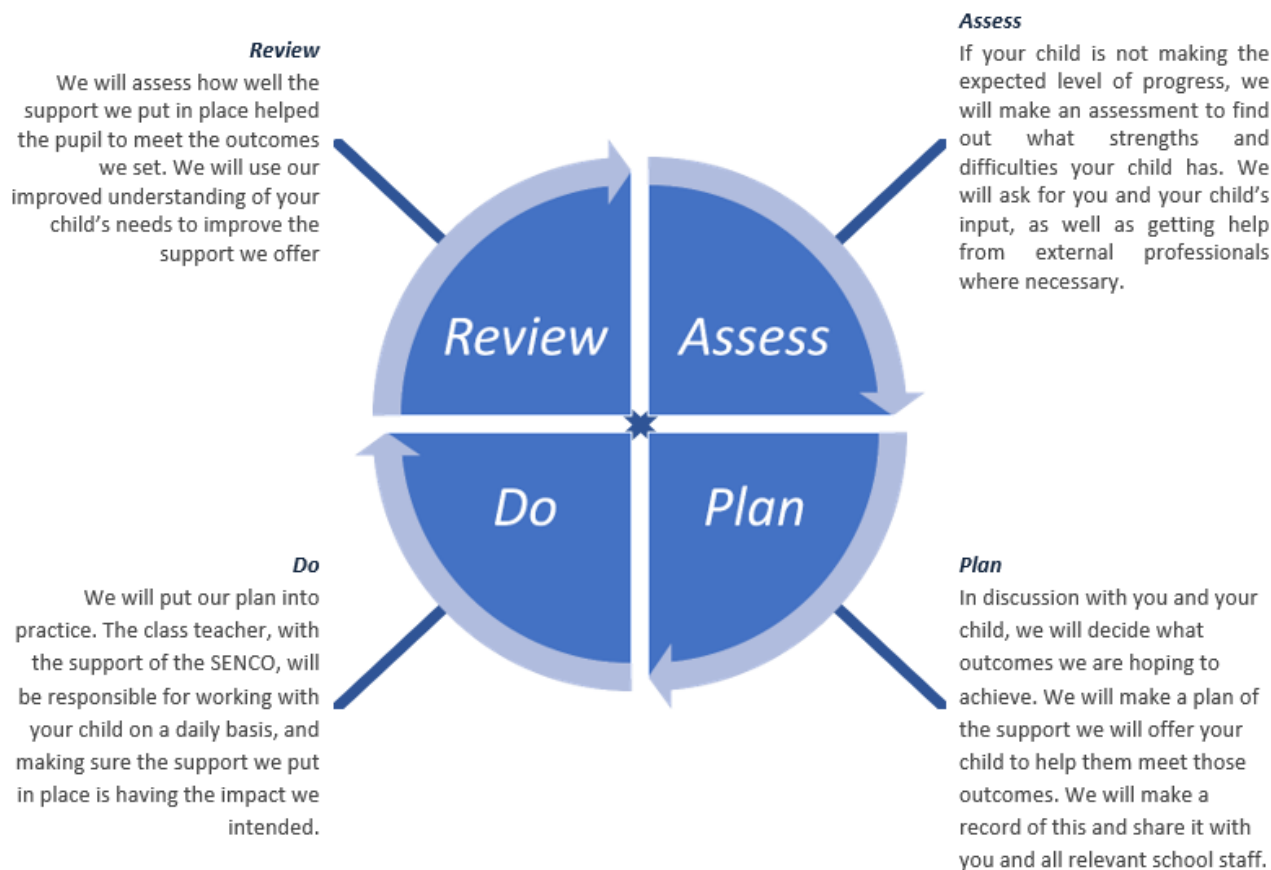 Review
We will assess how well the
support we put in place helped
the pupil to meet the outcomes
we set. We will use our
improved understanding of your
child's needs to improve the
support we offer
Assess
If your child is not making the
expected level of progress, we
will make an assessment to find
out what strengths and
difficulties your child has. We
will ask for you and your child's
input, as well as getting help
from external professionals
where necessary.
Review
Assess
Do
Plan
Do
We will put our plan into
practice. The class teacher, with
the support of the SENCO, will
be responsible for working with
your child on a daily basis, and
making sure the support we put
in place is having the impact we
intended.
Plan
In discussion with you and your
child, we will decide what
outcomes we are hoping to
achieve. We will make a plan of
the support we will offer your
child to help them meet those
outcomes. We will make a
record of this and share it with
you and all relevant school staff.